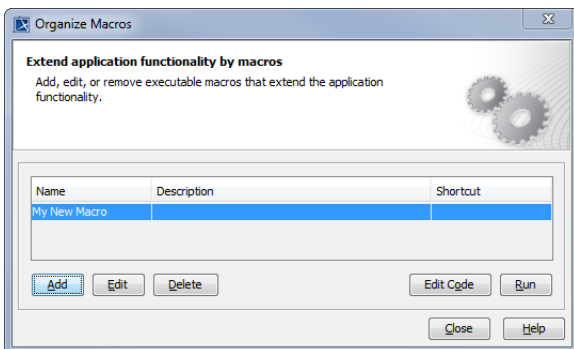 Organize Macros
Extend application functionality by macros
Add, edit, or remove executable macros that extend the application
functionality.
Name Description Shortcut
My New Macro
Add Edit Delete Edit Code Run
Close Help